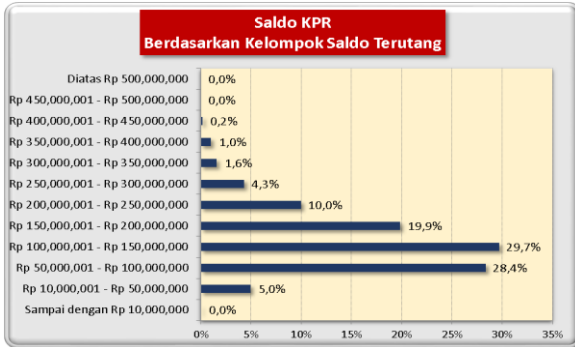 Saldo KPR
Berdasarkan Kelompok Saldo Terutang
Diatas Rp 500,000,000 0,0%
Rp 450,000,001 - Rp 500,000,000 0,0%
Rp 400,000,001 - Rp 450,000,000 0,2%
Rp 350,000,001 - Rp 400,000,000 1,0%
Rp 300,000,001 - Rp 350,000,000 1,6%
Rp 250,000,001 - Rp 300,000,000 4,3%
Rp 200,000,001 - Rp 250,000,000 10,0%
Rp 150,000,001 - Rp 200,000,000 19,9%
Rp 100,000,001 - Rp 150,000,000 29,7%
Rp 50,000,001 - Rp 100,000,000 28,4%
Rp 10,000,001 - Rp 50,000,000 5,0%
Sampai dengan Rp 10,000,000 0,0%
0% 5% 10% 15% 20% 25% 30% 35%